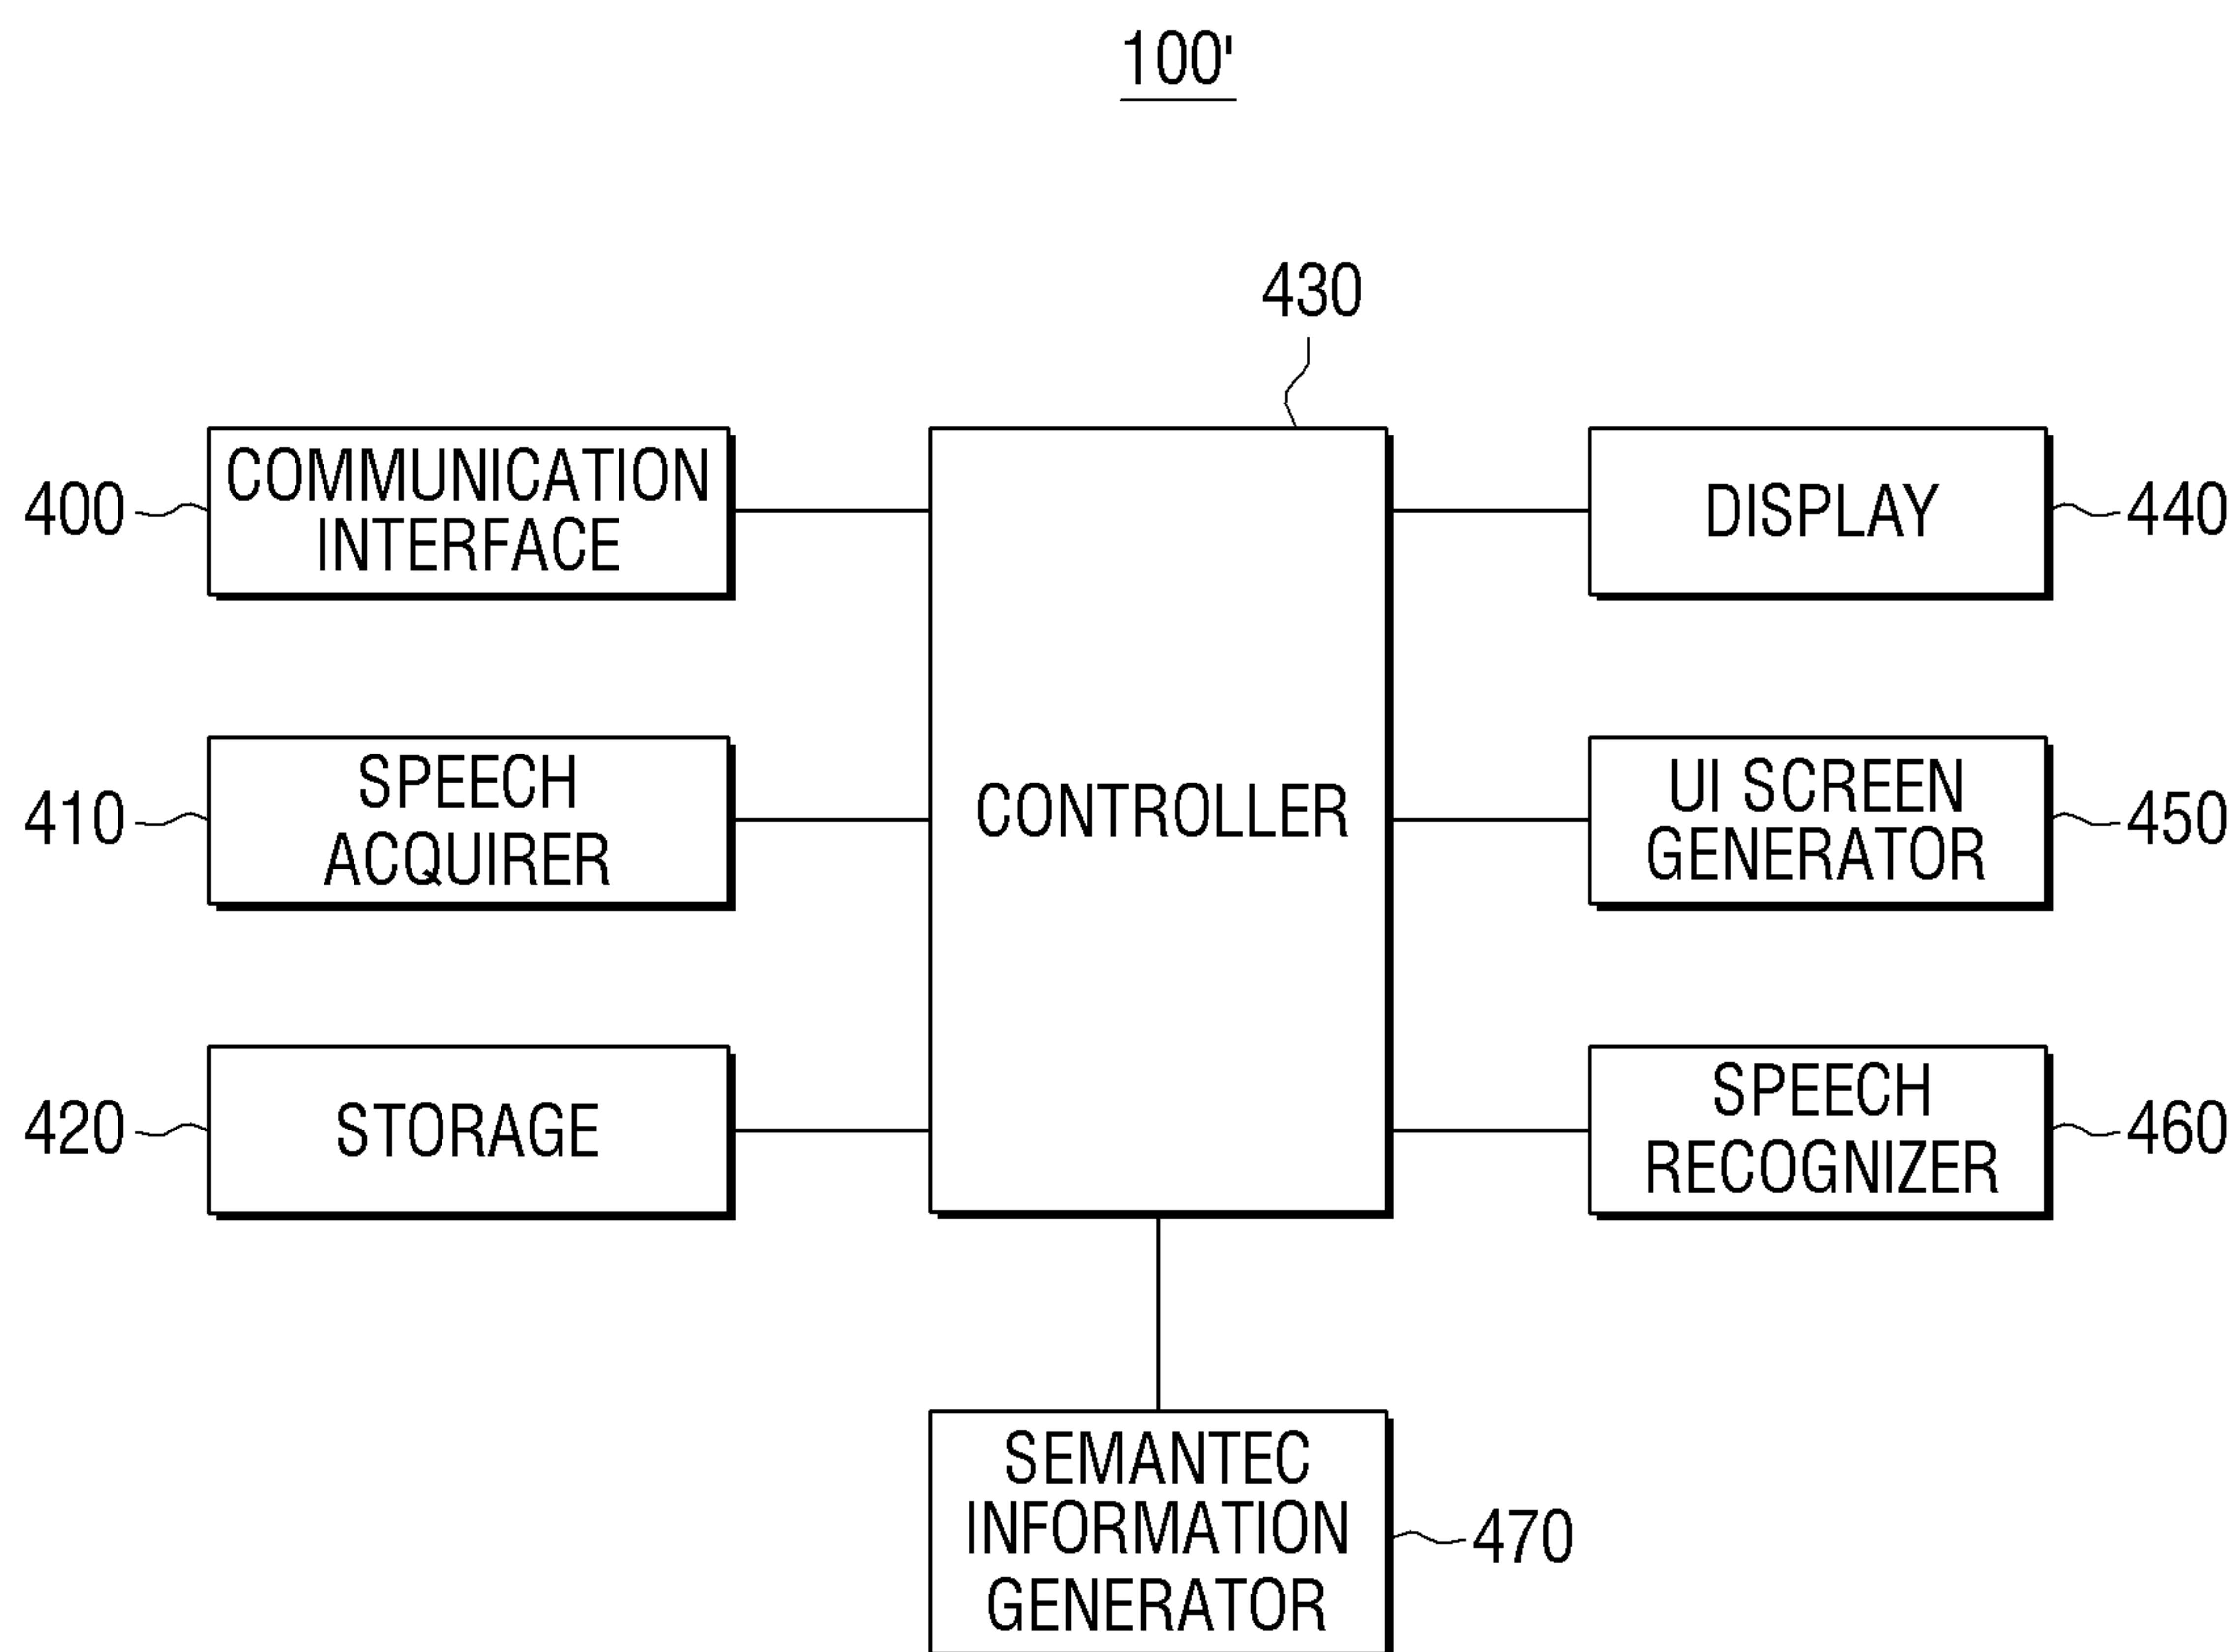 100'
430
400
COMMUNICATION
INTERFACE
DISPLAY
440
410
SPEECH
ACQUIRER
CONTROLLER
UI SCREEN
GENERATOR
450
420
STORAGE
SPEECH
RECOGNIZER
460
SEMANTEC
INFORMATION
GENERATOR
470